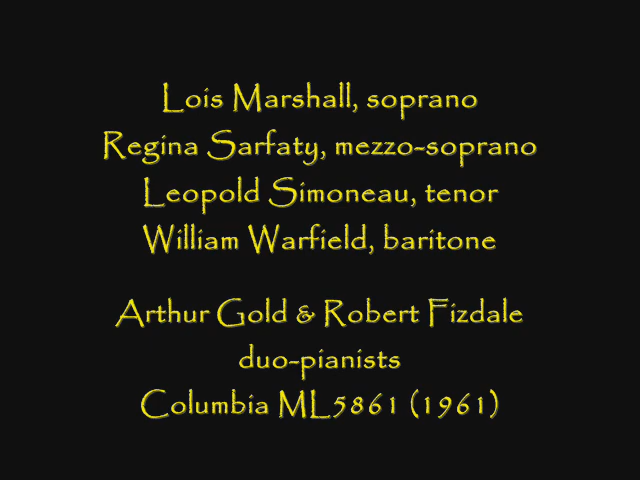 Lois Marshall, soprano
Regina Sarfaty, mezzo-soprano
Leopold Simoneau, tenor
William Warfield, baritone
Arthur Gold & Robert Fizdale
duo-pianists
Columbia ML5861 (1961)